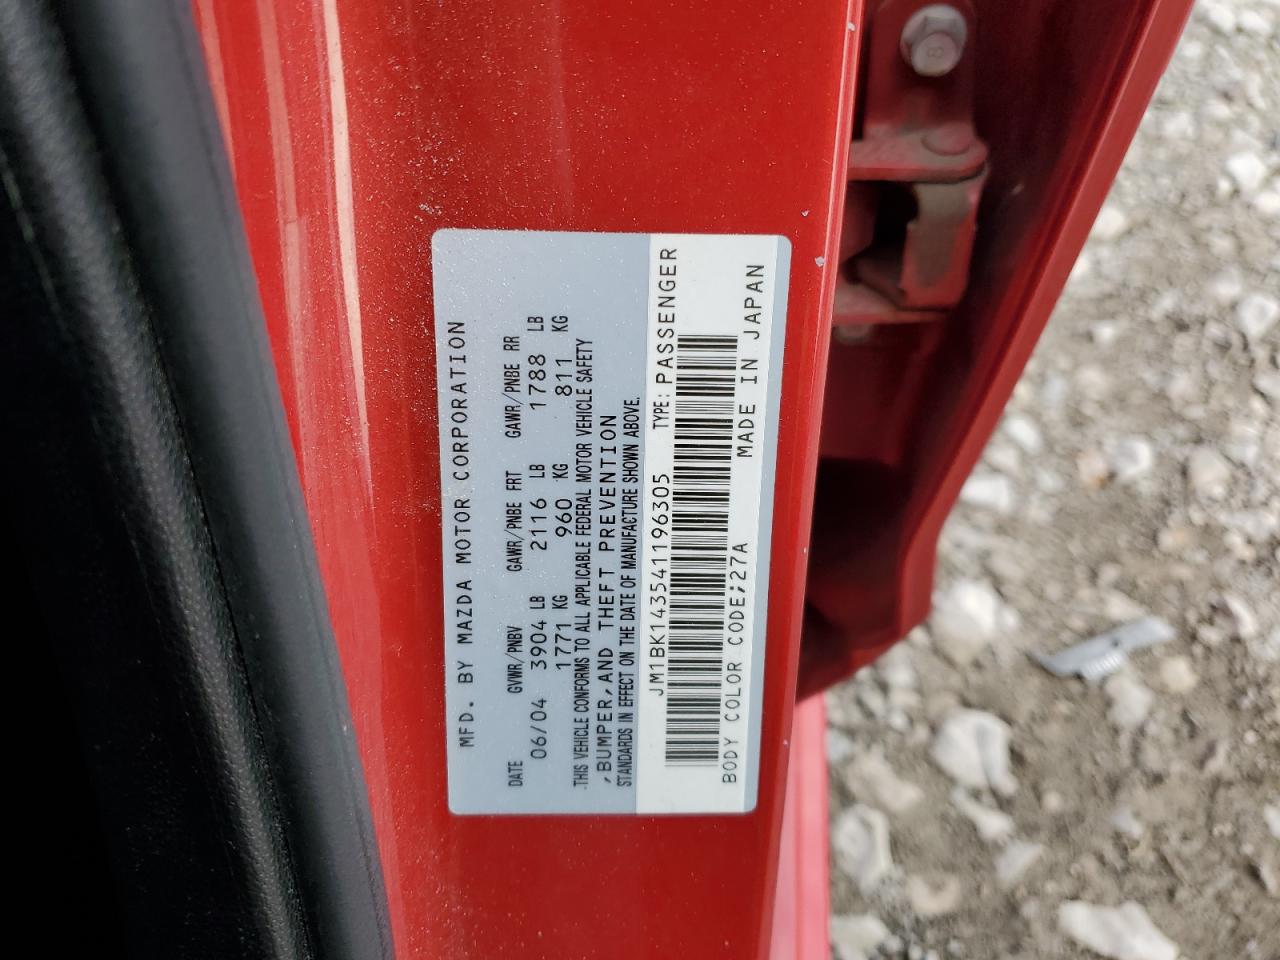 MFD. BY MAZDA MOTOR CORPORATION
DATE GVWR/PNBV GAWR/PNBE FRT GAWR/PNBE RR
06/04 3904 LB 2116 LB 1788 LB
1771 KG 960 KG 811 KG
THIS VEHICLE CONFORMS TO ALL APPLICABLE FEDERAL MOTOR VEHICLE SAFETY
,BUMPER,AND THEFT PREVENTION
STANDARDS IN EFFECT ON THE DATE OF MANUFACTURE SHOWN ABOVE.
JM1BK143541196305 TYPE: PASSENGER
BODY COLOR CODE;27A MADE IN JAPAN
8